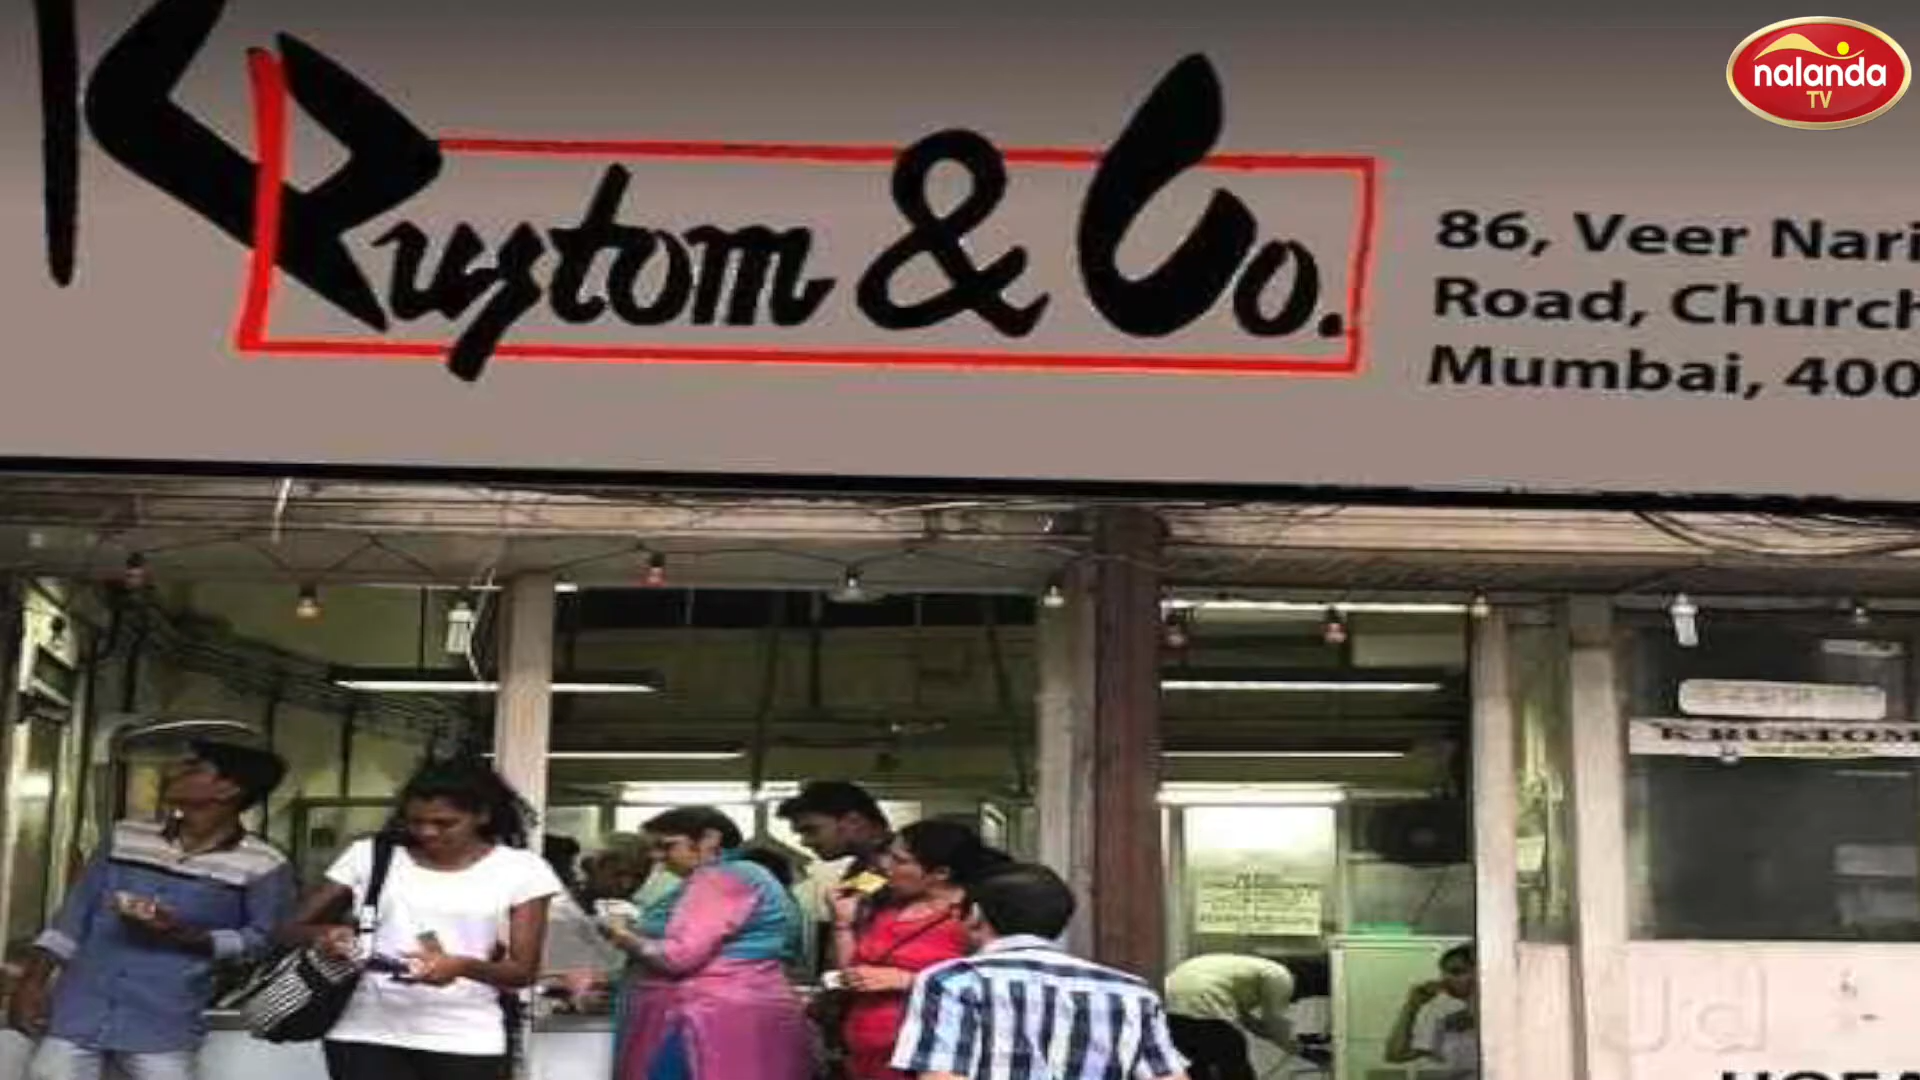 nalanda
TV
K Rustom & Co.
86, Veer Nari
Road, Church
Mumbai, 400
K RUSTOM